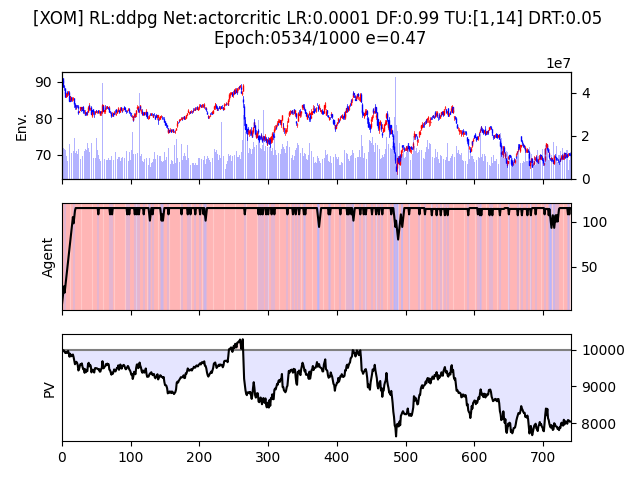 [XOM] RL:ddpg Net:actorcritic LR:0.0001 DF:0.99 TU:[1,14] DRT:0.05
Epoch:0534/1000 e=0.47
1e7
90
80
70
Env.
4
2
0
Agent
100
50
PV
10000
9000
8000
0 100 200 300 400 500 600 700